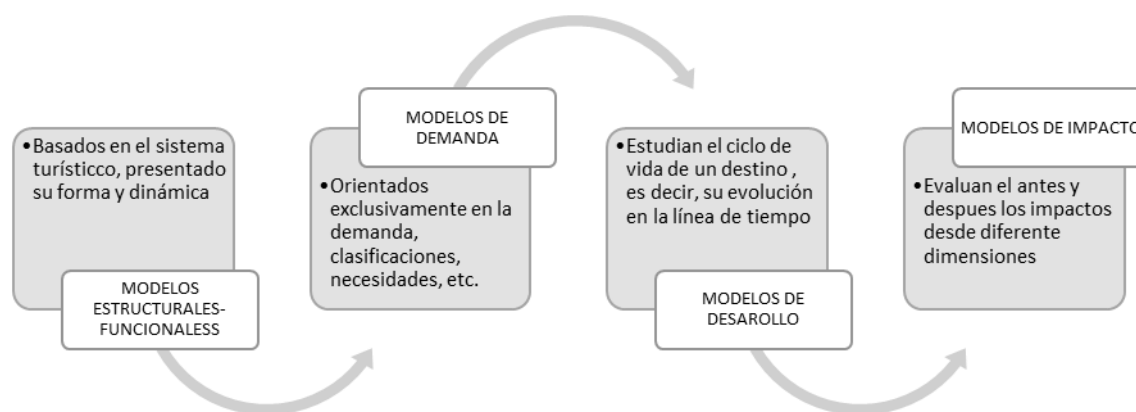 •Basados en el sistema
turísticco, presentado
su forma y dinámica
MODELOS
ESTRUCTURALES-
FUNCIONALESS
MODELOS DE
DEMANDA
•Orientados
exclusivamente en la
demanda,
clasificaciones,
necesidades, etc.
•Estudian el ciclo de
vida de un destino ,
es decir, su evolución
en la línea de tiempo
MODELOS DE
DESAROLLO
MODELOS DE IMPACTO
•Evaluan el antes y
despues los impactos
desde diferente
dimensiones